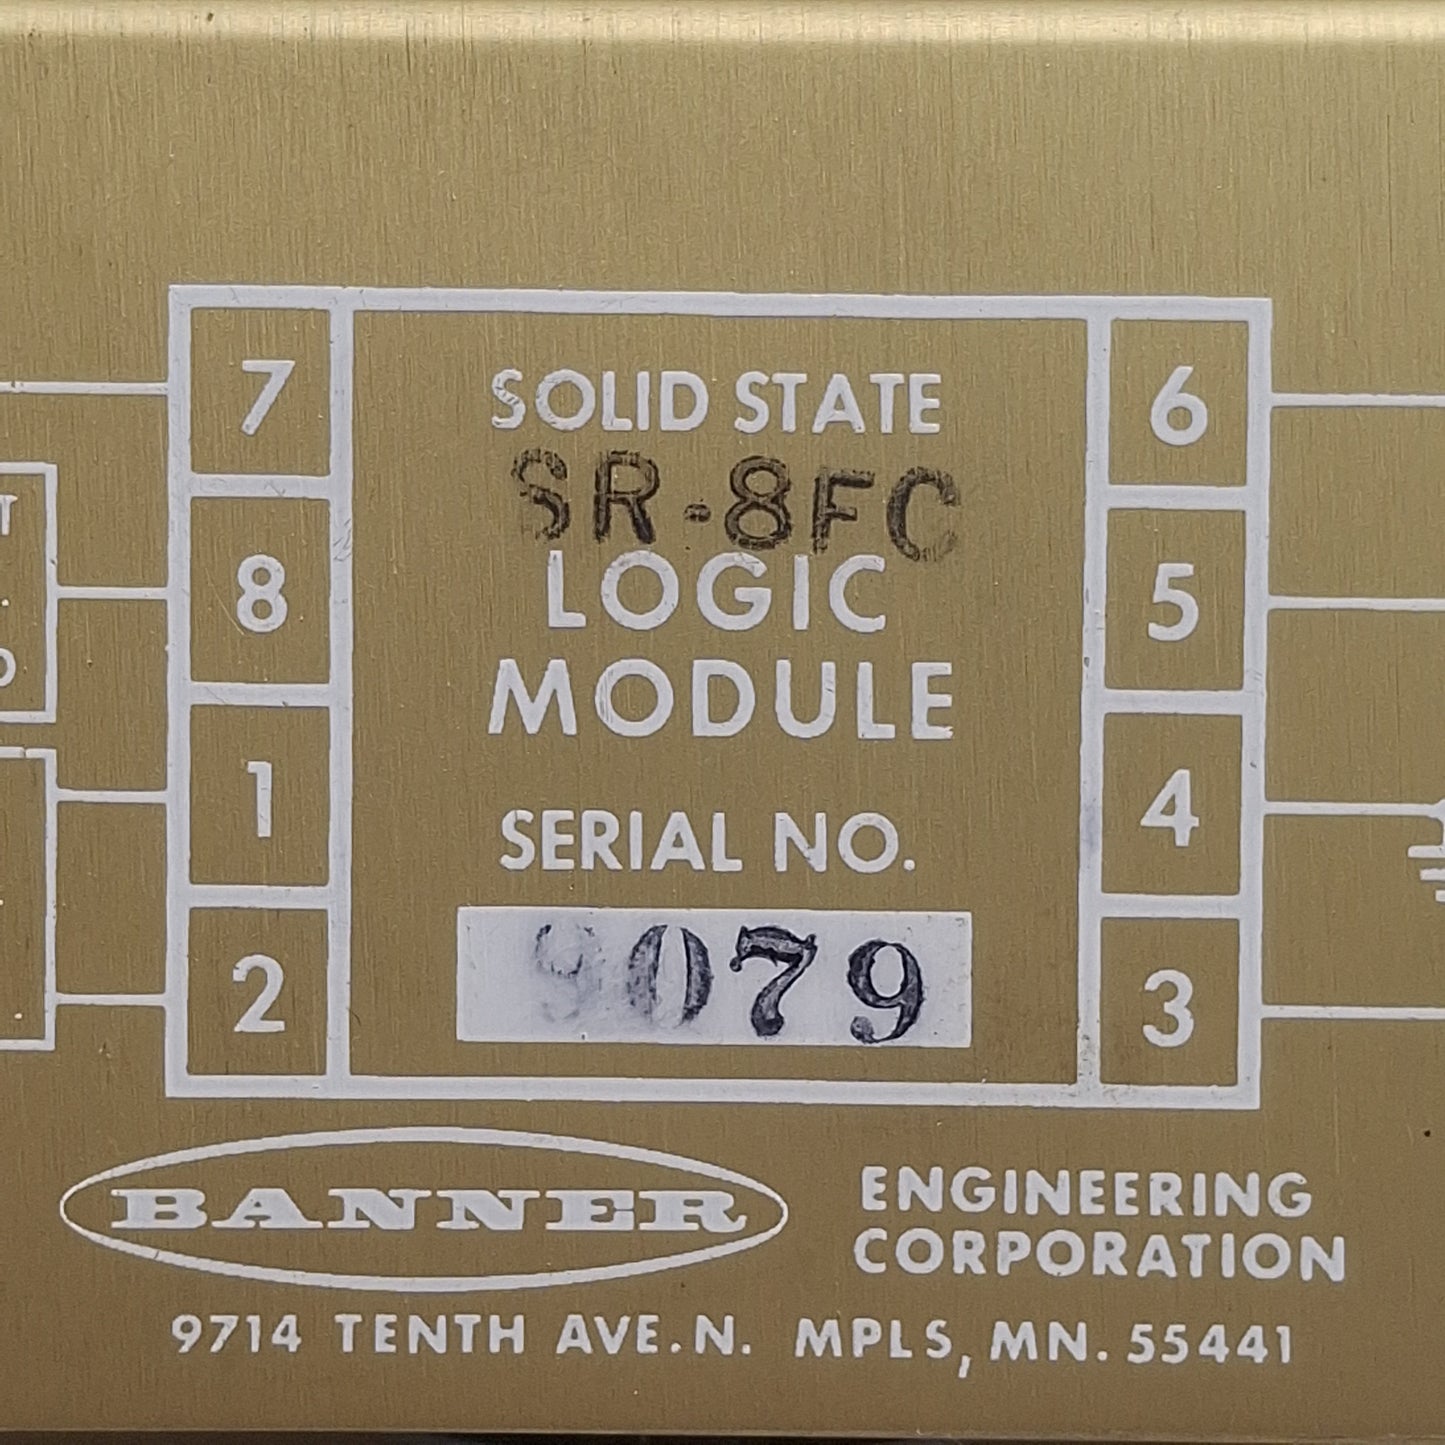 7
6
SOLID STATE
SR-8FC
T
8
LOGIC
5
MODULE
1
4
SERIAL NO.
2
9079
3
BANNER
ENGINEERING
CORPORATION
9714 TENTH AVE. N. MPLS, MN. 55441